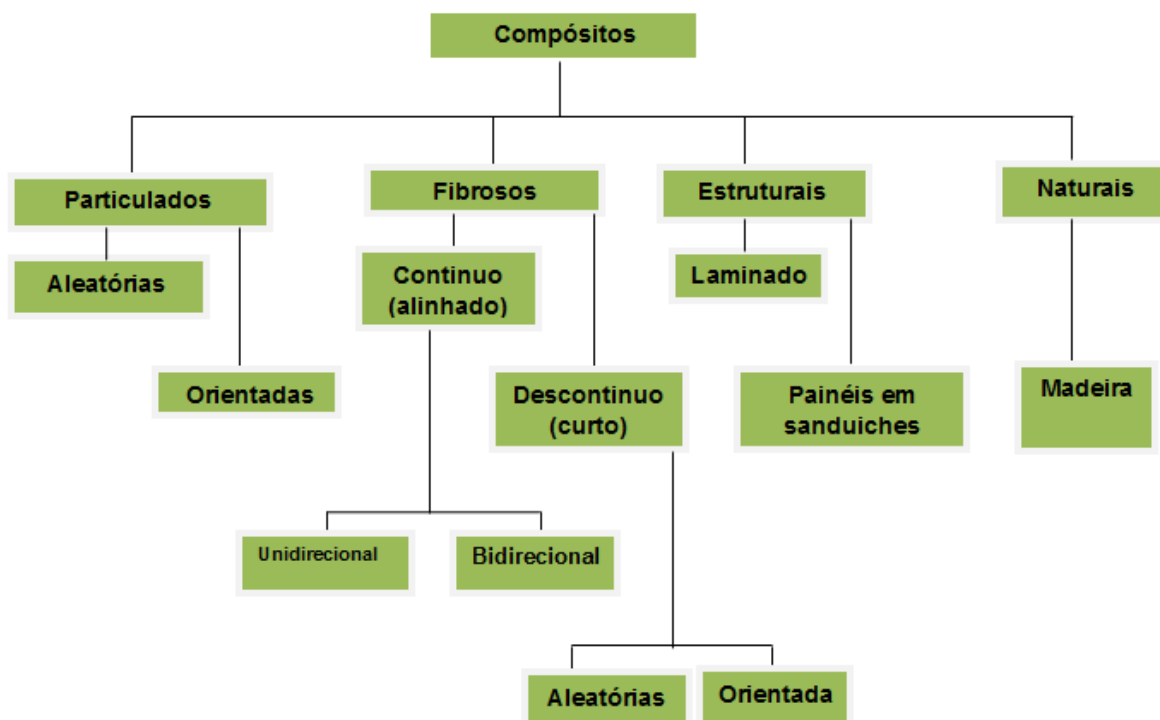 Compósitos
Particulados
Fibrosos
Estruturais
Naturais
Aleatórias
Continuo
(alinhado)
Laminado
Orientadas
Descontinuo
(curto)
Painéis em
sanduiches
Madeira
Unidirecional
Bidirecional
Aleatórias
Orientada